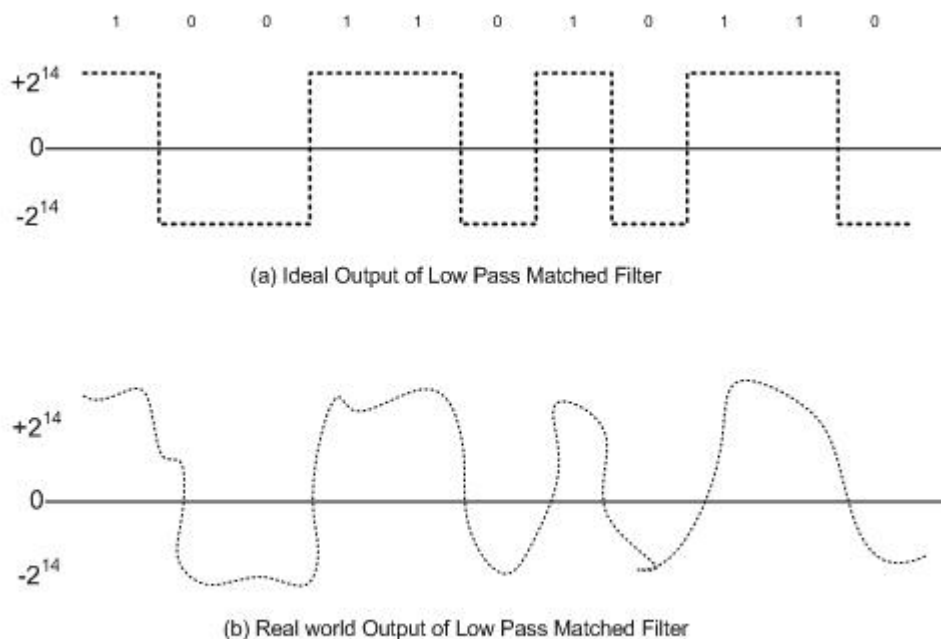 1 0 0 1 1 0 1 0 1 1 0
+2^14
0
-2^14
(a) Ideal Output of Low Pass Matched Filter
+2^14
0
-2^14
(b) Real world Output of Low Pass Matched Filter